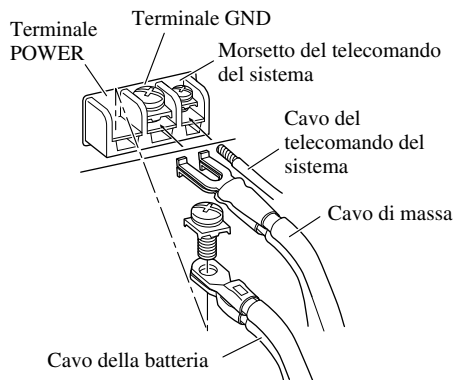 Terminale GND
Terminale
POWER
Morsetto del telecomando
del sistema
Cavo del
telecomando del
sistema
Cavo di massa
Cavo della batteria